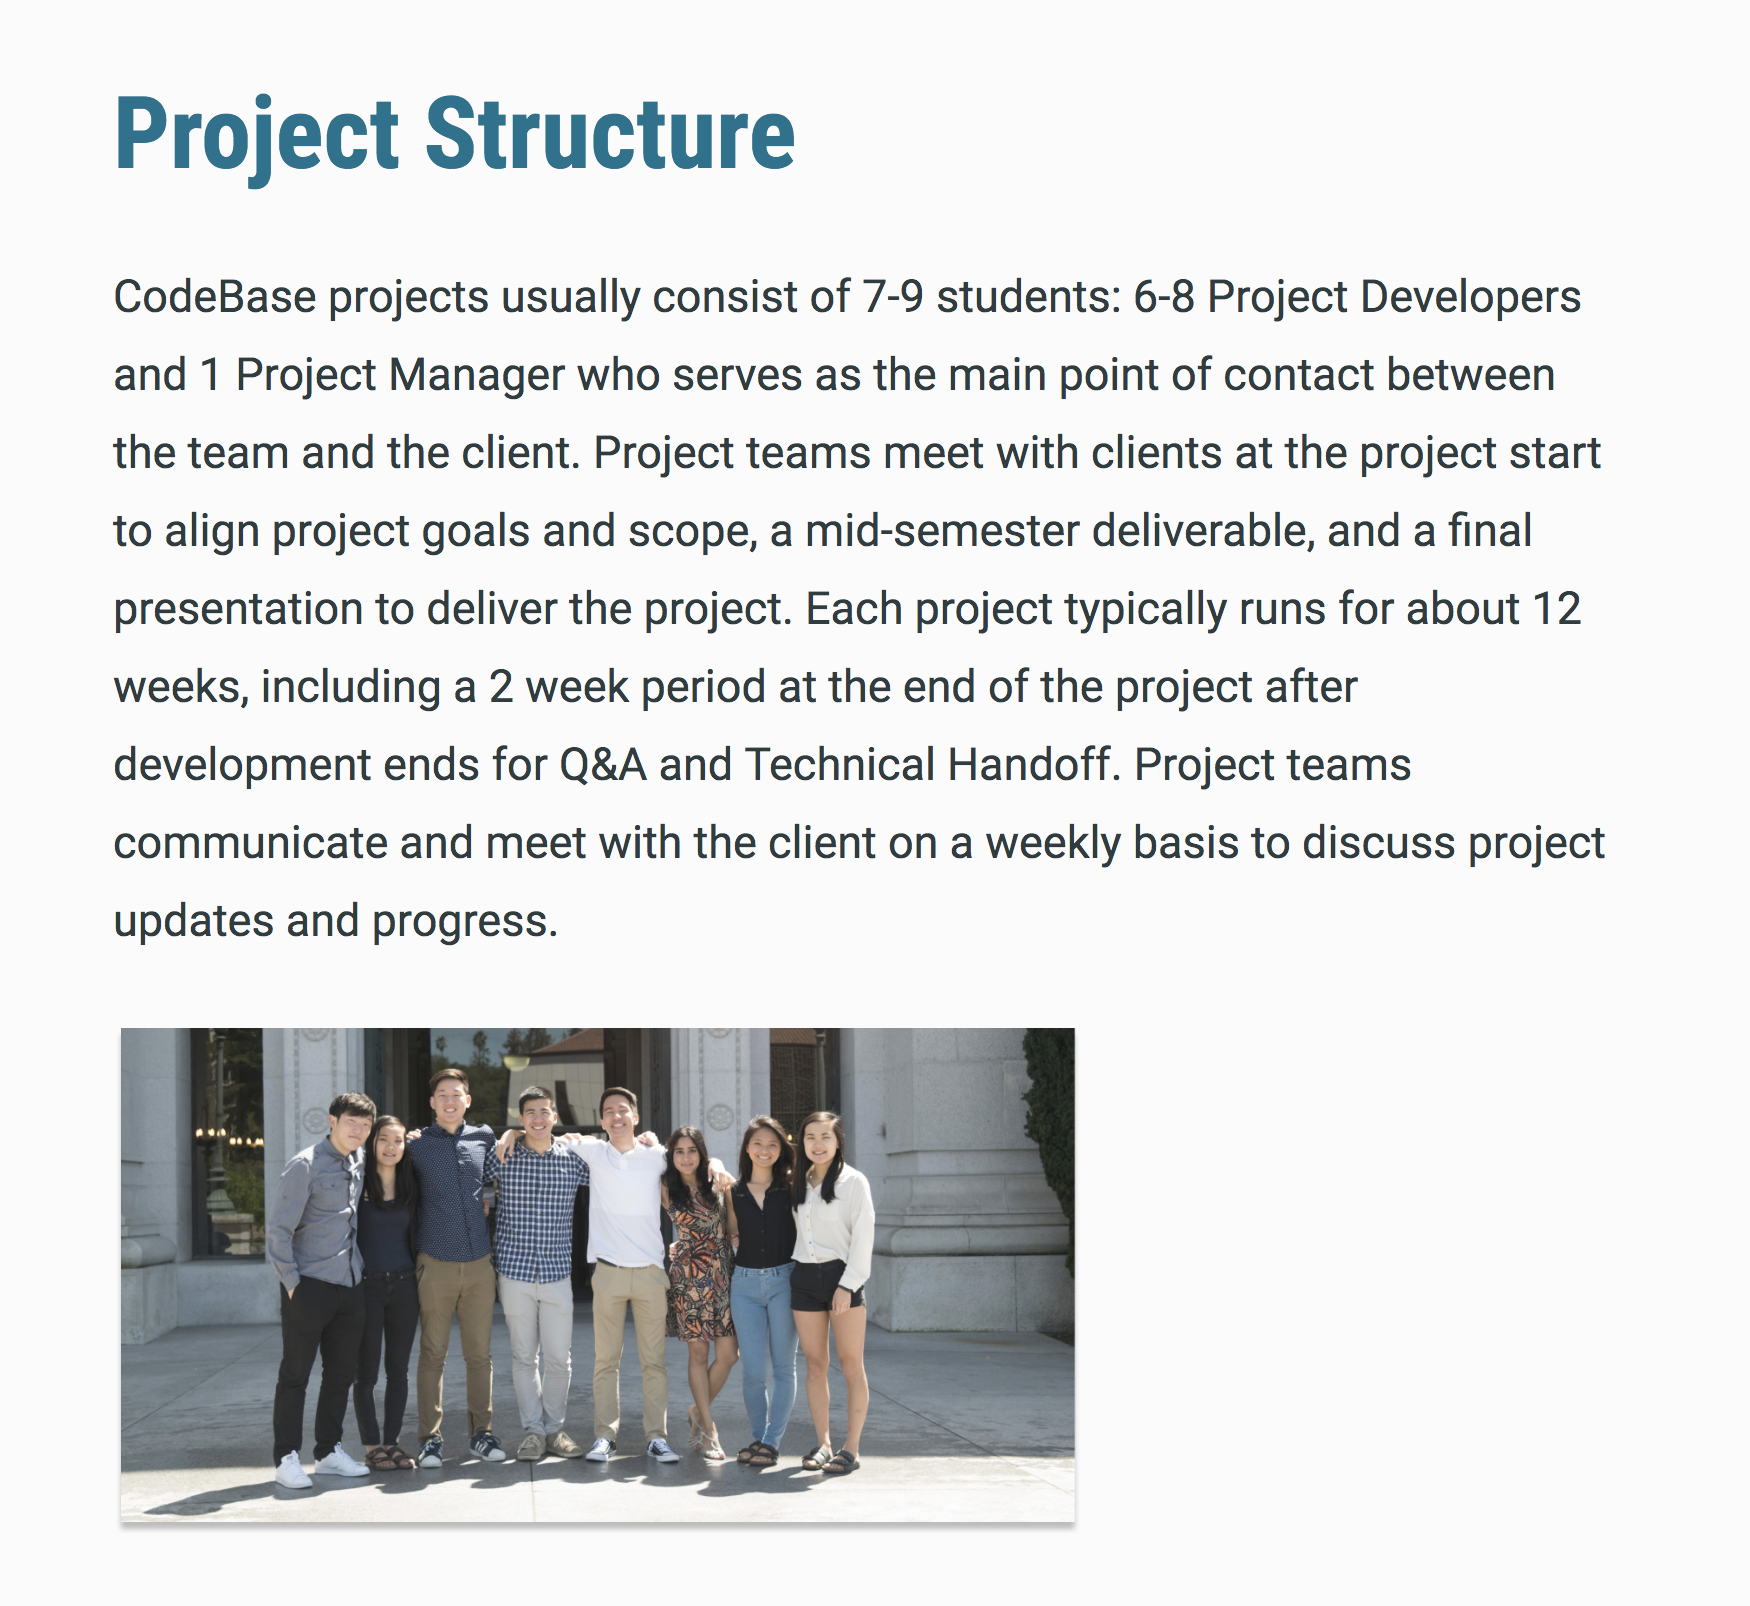 Project Structure
CodeBase projects usually consist of 7-9 students: 6-8 Project Developers
and 1 Project Manager who serves as the main point of contact between
the team and the client. Project teams meet with clients at the project start
to align project goals and scope, a mid-semester deliverable, and a final
presentation to deliver the project. Each project typically runs for about 12
weeks, including a 2 week period at the end of the project after
development ends for Q&A and Technical Handoff. Project teams
communicate and meet with the client on a weekly basis to discuss project
updates and progress.